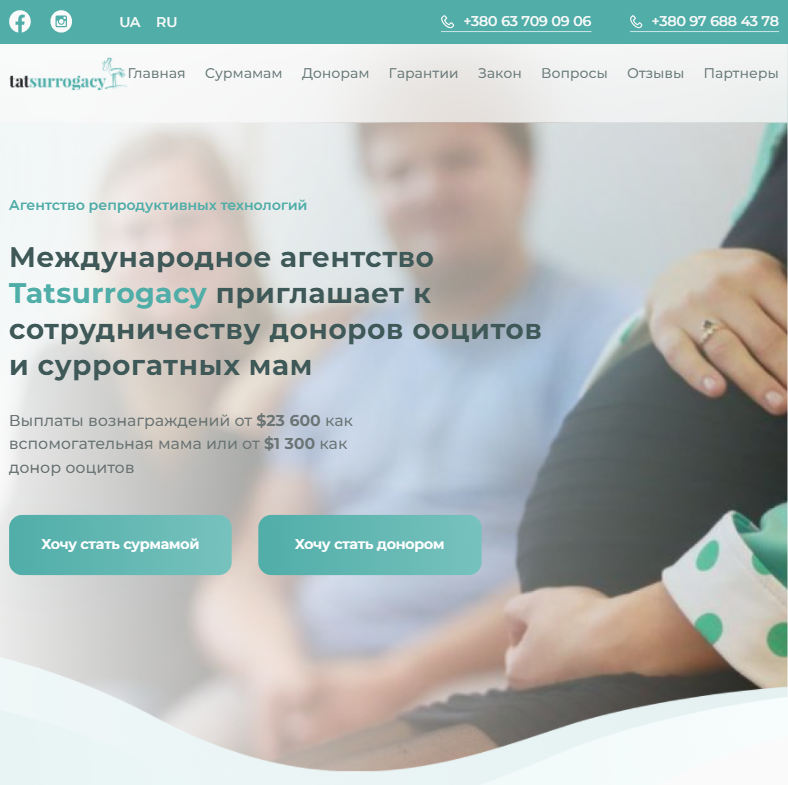 UA RU +380 63 709 09 06 +380 97 688 43 78
tatsurrogacy Главная Сурмамам Донорам Гарантии Закон Вопросы Отзывы Партнеры
Агентство репродуктивных технологий
Международное агентство
Tatsurrogacy приглашает к
сотрудничеству доноров ооцитов
и суррогатных мам
Выплаты вознаграждений от $23 600 как
вспомогательная мама или от $1 300 как
донор ооцитов
Хочу стать сурмамой Хочу стать донором